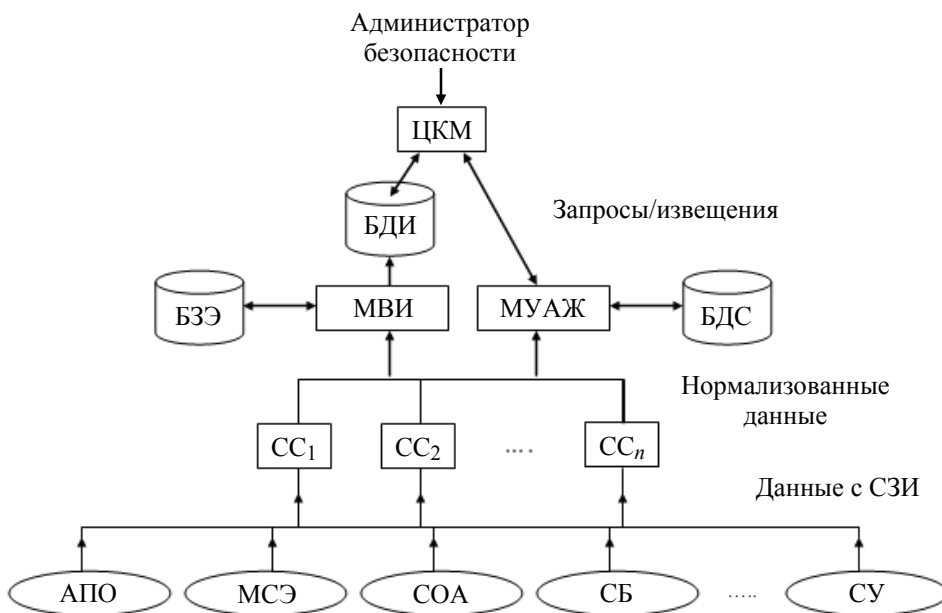 Администратор
безопасности
ЦКМ
БДИ
Запросы/извещения
БЗЭ
МВИ
МУАЖ
БДС
Нормализованные
данные
СС1
СС2
....
ССn
Данные с СЗИ
АПО
МСЭ
СОА
СБ
.....
СУ